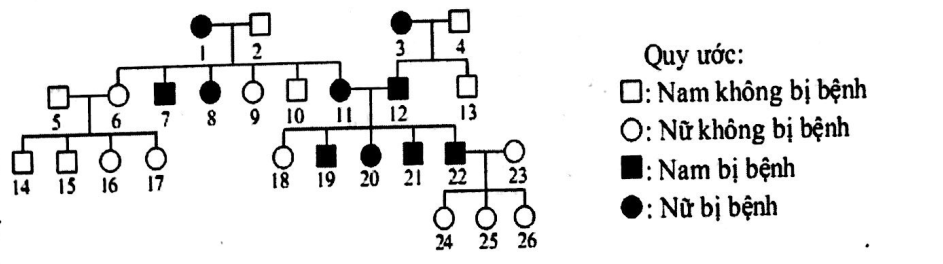 1 2 3 4
5 6 7 8 9 10 11 12 13
14 15 16 17 18 19 20 21 22 23
24 25 26
Quy ước:
: Nam không bị bệnh
: Nữ không bị bệnh
: Nam bị bệnh
: Nữ bị bệnh